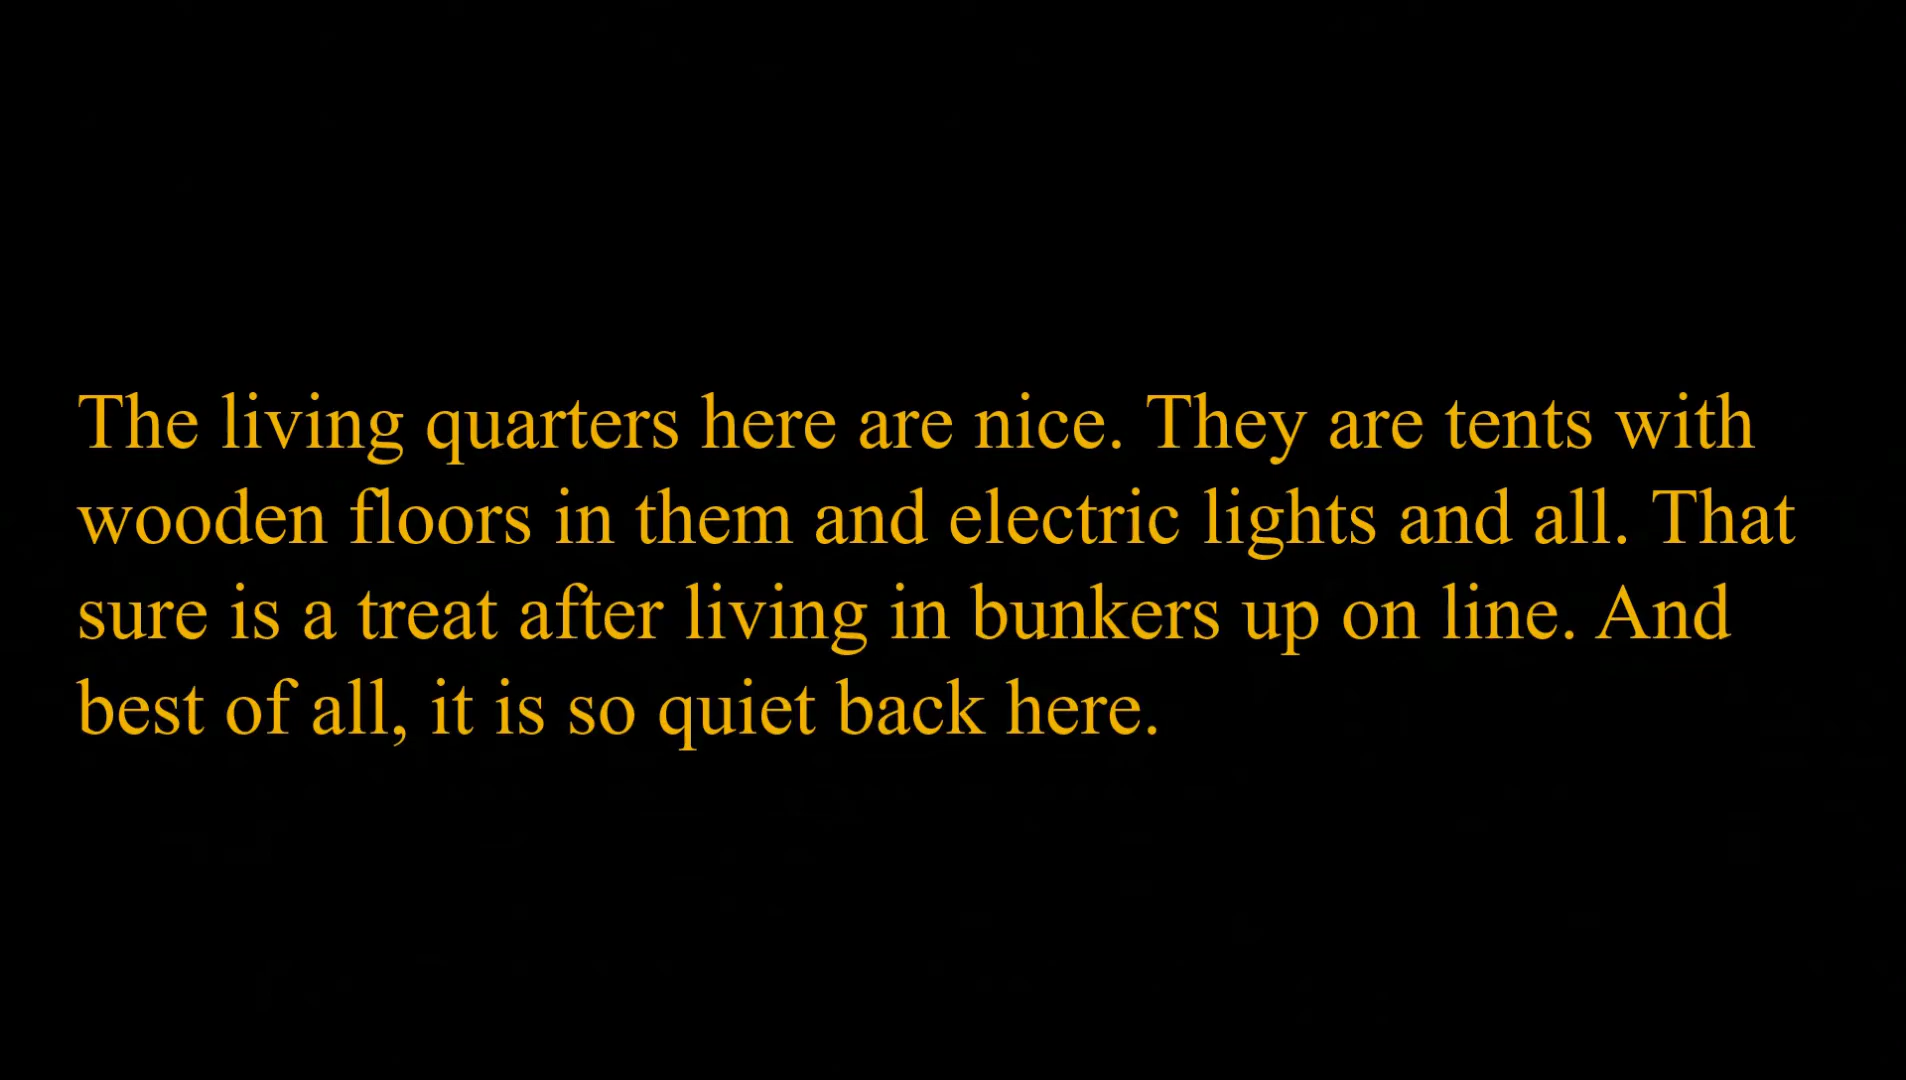 The living quarters here are nice. They are tents with
wooden floors in them and electric lights and all. That
sure is a treat after living in bunkers up on line. And
best of all, it is so quiet back here.